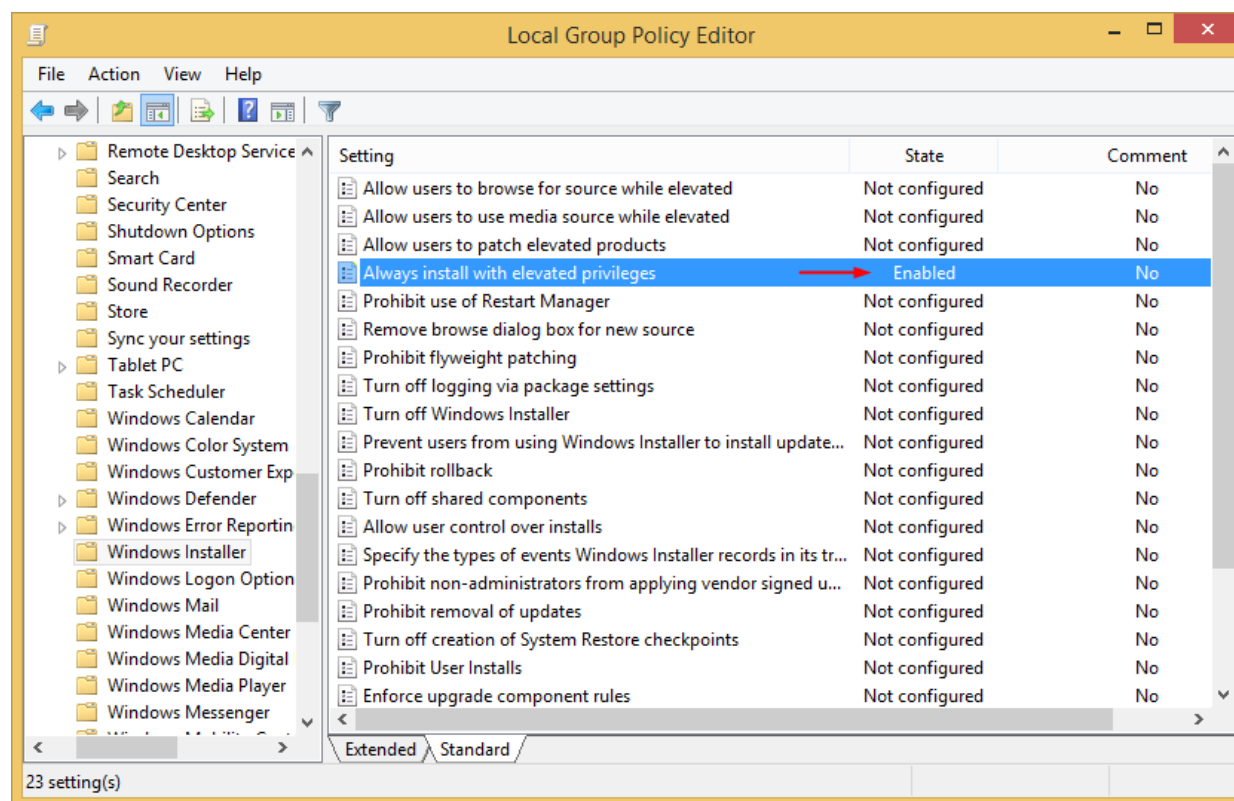 Local Group Policy Editor
File Action View Help
Remote Desktop Service
Search
Security Center
Shutdown Options
Smart Card
Sound Recorder
Store
Sync your settings
Tablet PC
Task Scheduler
Windows Calendar
Windows Color System
Windows Customer Exp
Windows Defender
Windows Error Reportin
Windows Installer
Windows Logon Option
Windows Mail
Windows Media Center
Windows Media Digital
Windows Media Player
Windows Messenger
Setting State Comment
Allow users to browse for source while elevated Not configured No
Allow users to use media source while elevated Not configured No
Allow users to patch elevated products Not configured No
Always install with elevated privileges Enabled No
Prohibit use of Restart Manager Not configured No
Remove browse dialog box for new source Not configured No
Prohibit flyweight patching Not configured No
Turn off logging via package settings Not configured No
Turn off Windows Installer Not configured No
Prevent users from using Windows Installer to install update... Not configured No
Prohibit rollback Not configured No
Turn off shared components Not configured No
Allow user control over installs Not configured No
Specify the types of events Windows Installer records in its tr... Not configured No
Prohibit non-administrators from applying vendor signed u... Not configured No
Prohibit removal of updates Not configured No
Turn off creation of System Restore checkpoints Not configured No
Prohibit User Installs Not configured No
Enforce upgrade component rules Not configured No
Extended Standard
23 setting(s)